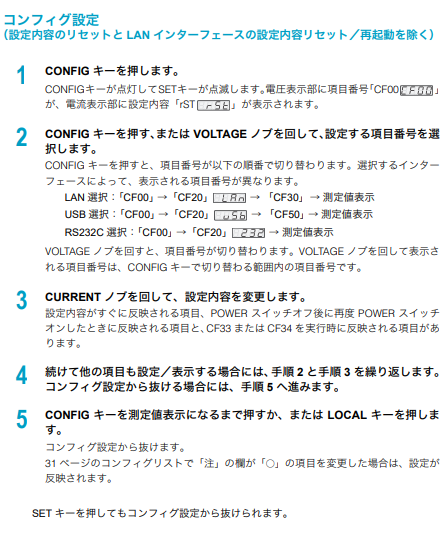 コンフィグ設定
（設定内容のリセットと LAN インターフェースの設定内容リセット／再起動を除く）
1 CONFIG キーを押します。
CONFIGキーが点灯してSETキーが点滅します。電圧表示部に項目番号「CF00 CF00 」
が、電流表示部に設定内容「rST rSt 」が表示されます。
2 CONFIG キーを押す、または VOLTAGE ノブを回して、設定する項目番号を選
択します。
CONFIG キーを押すと、項目番号が以下の順番で切り替わります。選択するインター
フェースによって、表示される項目番号が異なります。
LAN 選択：「CF00」→「CF20」 LAn → 「CF30」 → 測定値表示
USB 選択：「CF00」→「CF20」 uSb → 「CF50」 → 測定値表示
RS232C 選択：「CF00」→「CF20」 232 → 測定値表示
VOLTAGE ノブを回すと、項目番号が切り替わります。VOLTAGE ノブを回して表示さ
れる項目番号は、CONFIG キーで切り替わる範囲内の項目番号です。
3 CURRENT ノブを回して、設定内容を変更します。
設定内容がすぐに反映される項目、POWER スイッチオフ後に再度 POWER スイッチ
オンしたときに反映される項目と、CF33 または CF34 を実行時に反映される項目があ
ります。
4 続けて他の項目も設定／表示する場合には、手順 2 と手順 3 を繰り返します。
コンフィグ設定から抜ける場合には、手順 5 へ進みます。
5 CONFIG キーを測定値表示になるまで押すか、または LOCAL キーを押しま
す。
コンフィグ設定から抜けます。
31 ページのコンフィグリストで「注」の欄が「○」の項目を変更した場合は、設定が
反映されます。
SET キーを押してもコンフィグ設定から抜けられます。